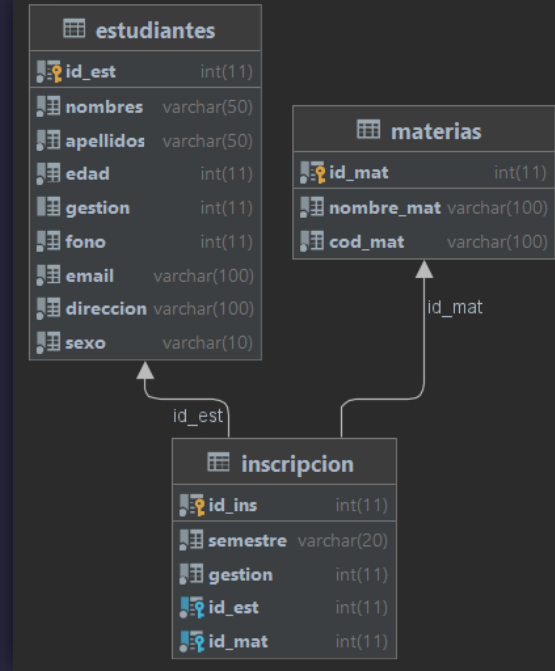 estudiantes
id_est int(11)
nombres varchar(50)
apellidos varchar(50)
edad int(11)
gestion int(11)
fono int(11)
email varchar(100)
direccion varchar(100)
sexo varchar(10)
materias
id_mat int(11)
nombre_mat varchar(100)
cod_mat varchar(100)
id_mat
id_est
inscripcion
id_ins int(11)
semestre varchar(20)
gestion int(11)
id_est int(11)
id_mat int(11)